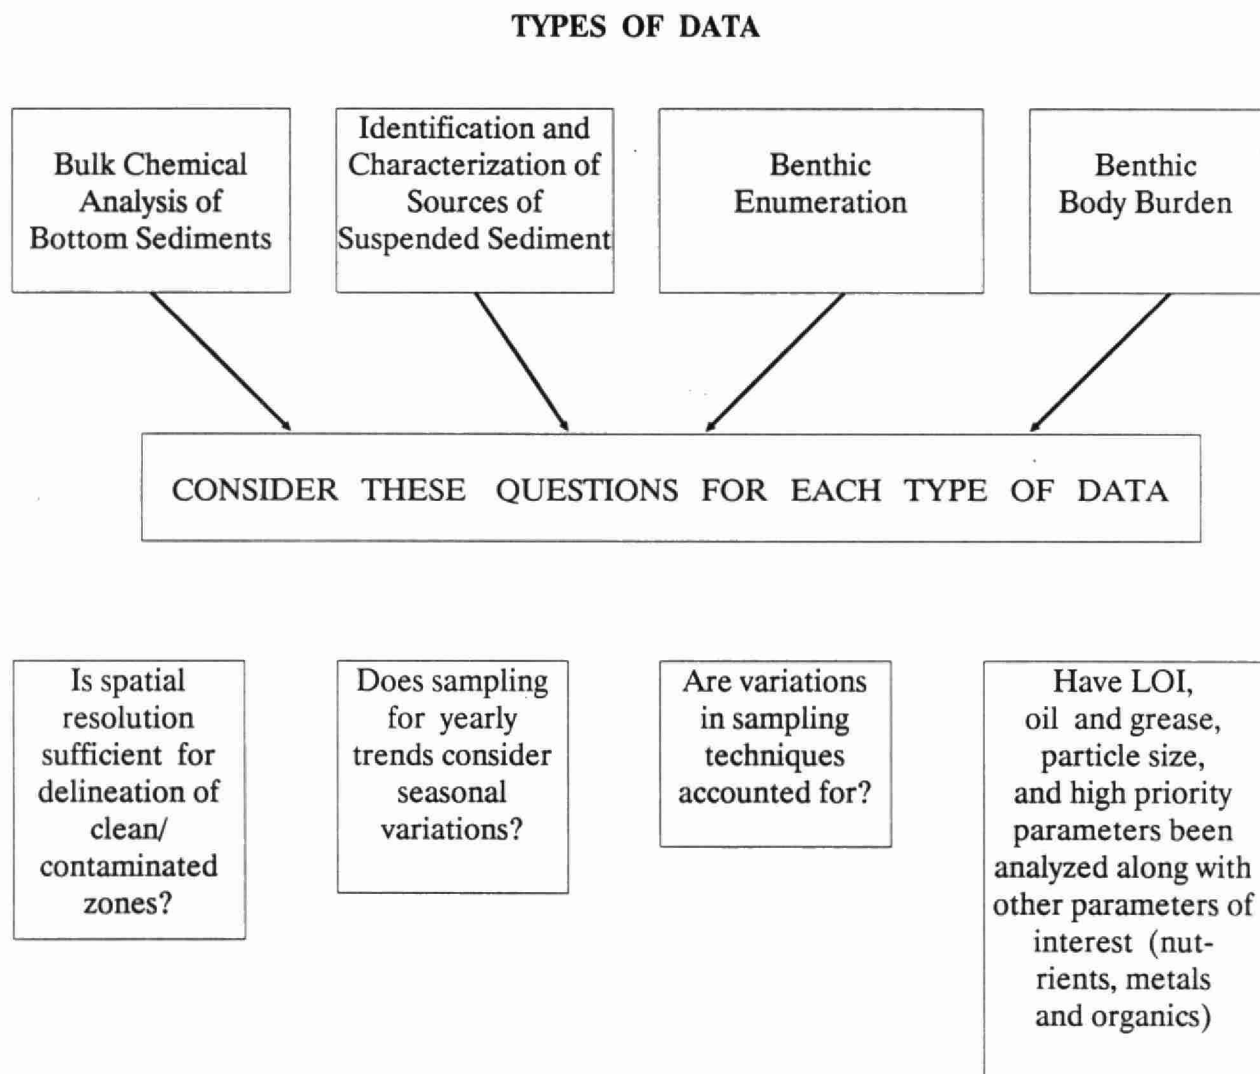 TYPES OF DATA
Bulk Chemical
Analysis of
Bottom Sediments
Identification and
Characterization of
Sources of
Suspended Sediment
Benthic
Enumeration
Benthic
Body Burden
CONSIDER THESE QUESTIONS FOR EACH TYPE OF DATA
Is spatial
resolution
sufficient for
delineation of
clean/
contaminated
zones?
Does sampling
for yearly
trends consider
seasonal
variations?
Are variations
in sampling
techniques
accounted for?
Have LOI,
oil and grease,
particle size,
and high priority
parameters been
analyzed along with
other parameters of
interest (nut-
rients, metals
and organics)